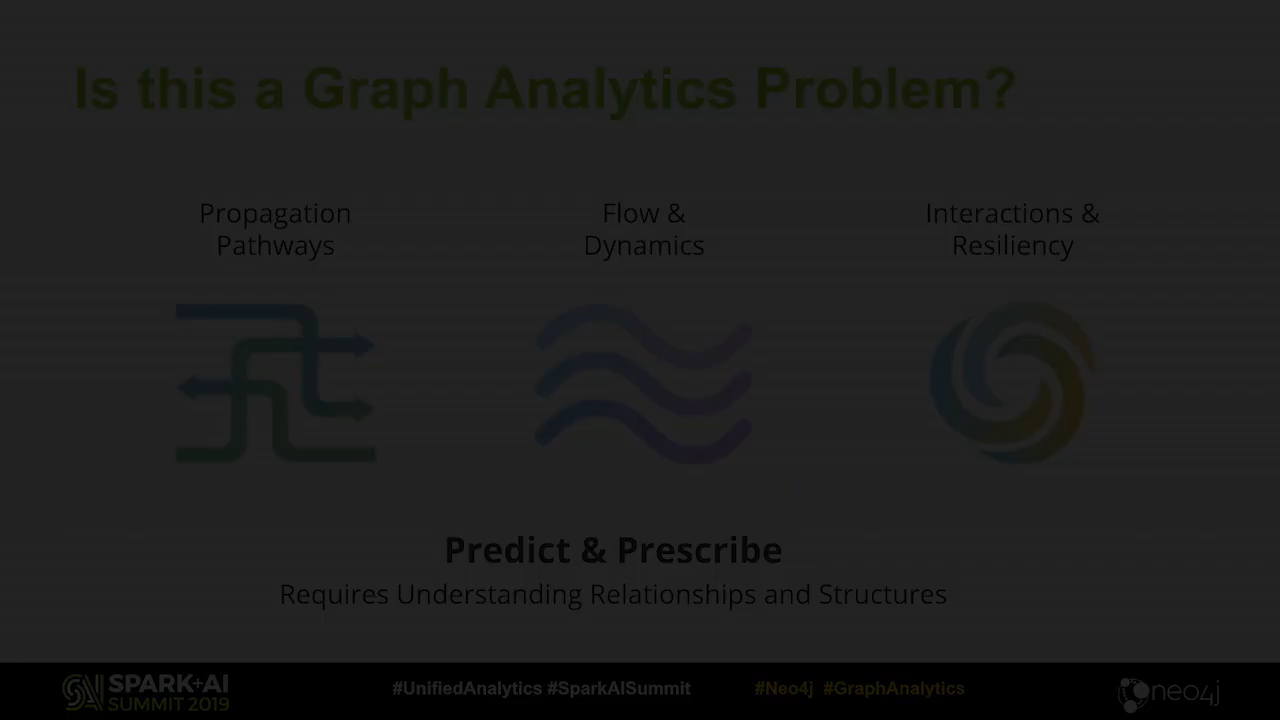 Is this a Graph Analytics Problem?
Propagation
Pathways
Flow &
Dynamics
Interactions &
Resiliency
Predict & Prescribe
Requires Understanding Relationships and Structures
SPARK+AI
SUMMIT 2019
#UnifiedAnalytics #SparkAISummit
#Neo4j #GraphAnalytics
neo4j